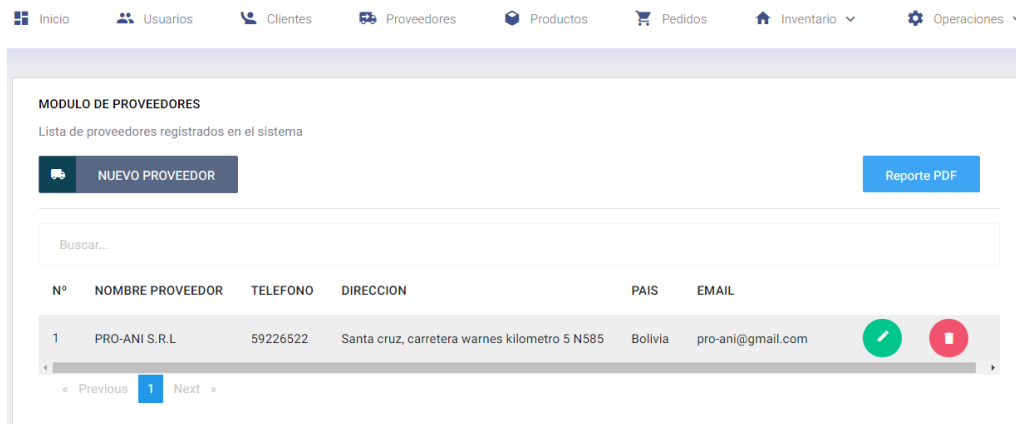 Inicio Usuarios Clientes Proveedores Productos Pedidos Inventario Operaciones
MODULO DE PROVEEDORES
Lista de proveedores registrados en el sistema
NUEVO PROVEEDOR Reporte PDF
Buscar...
Nº NOMBRE PROVEEDOR TELEFONO DIRECCION PAIS EMAIL
1 PRO-ANI S.R.L 59226522 Santa cruz, carretera warnes kilometro 5 N585 Bolivia pro-ani@gmail.com
« Previous 1 Next »